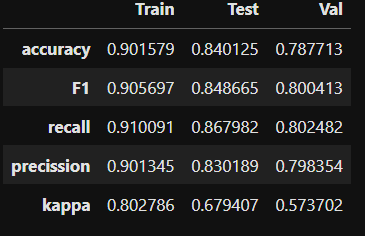 Train Test Val
accuracy 0.901579 0.840125 0.787713
F1 0.905697 0.848665 0.800413
recall 0.910091 0.867982 0.802482
precission 0.901345 0.830189 0.798354
kappa 0.802786 0.679407 0.573702